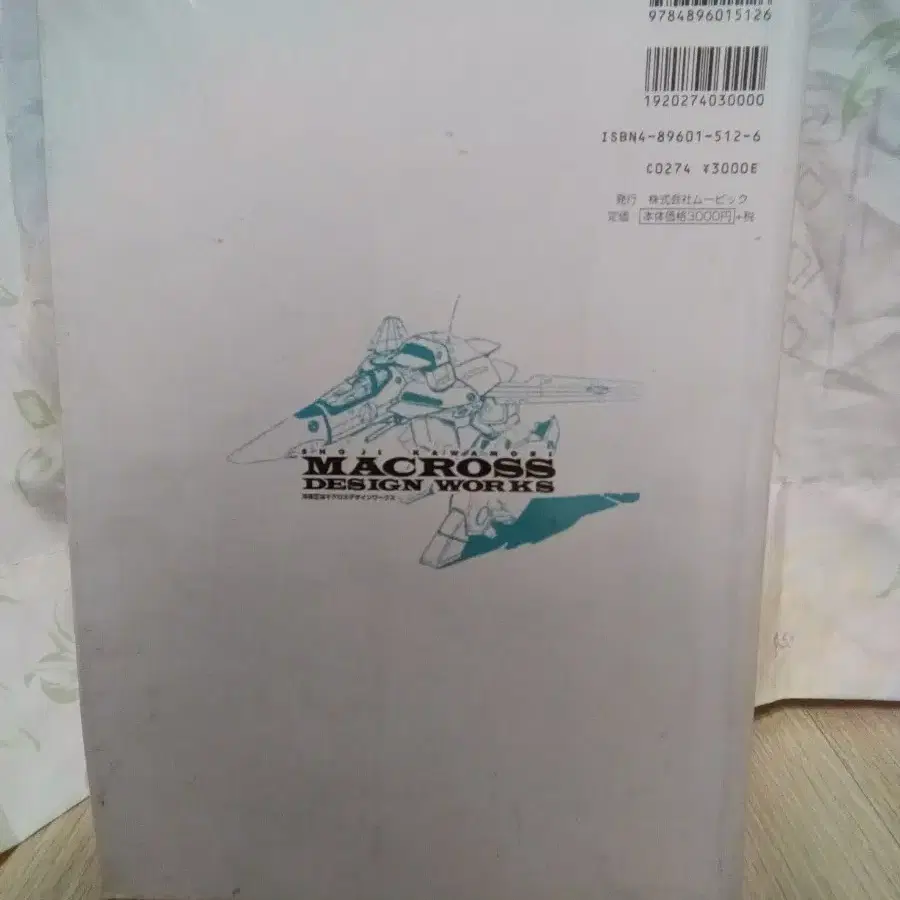 9784896015126
1920274030000
ISBN4-89601-512-6
C0274 ¥3000E
発行 株式会社ムービック
定価 本体価格3000円+税
SHOJI KAWAMORI
MACROSS
DESIGN WORKS
河森正治マクロスデザインワークス